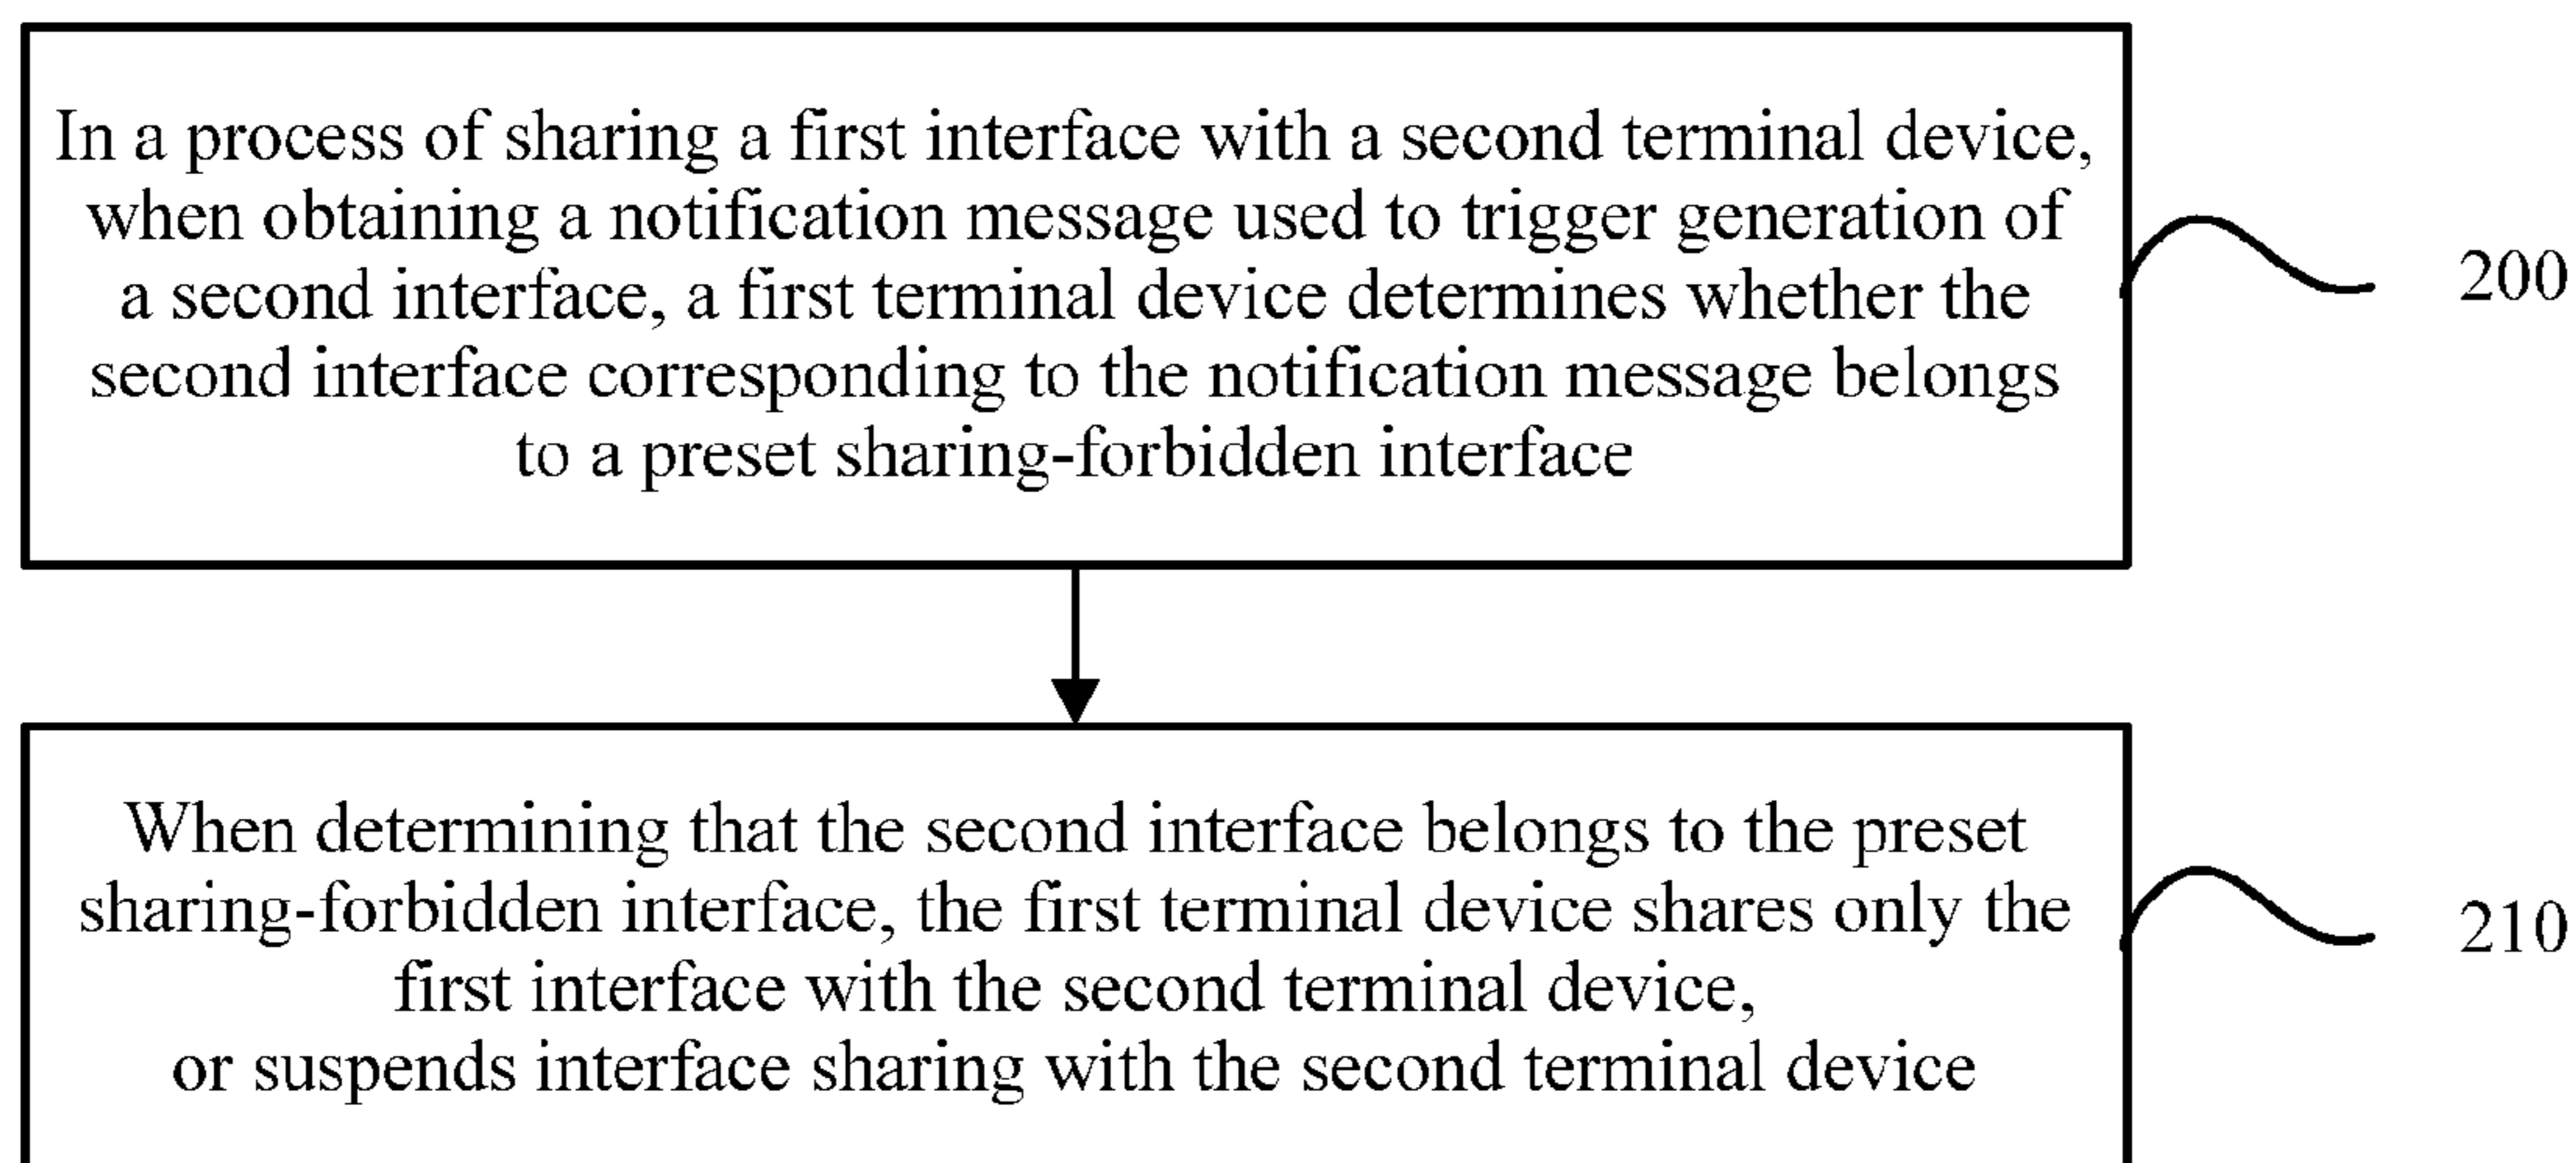 In a process of sharing a first interface with a second terminal device,
when obtaining a notification message used to trigger generation of
a second interface, a first terminal device determines whether the
second interface corresponding to the notification message belongs
to a preset sharing-forbidden interface
200
When determining that the second interface belongs to the preset
sharing-forbidden interface, the first terminal device shares only the
first interface with the second terminal device,
or suspends interface sharing with the second terminal device
210